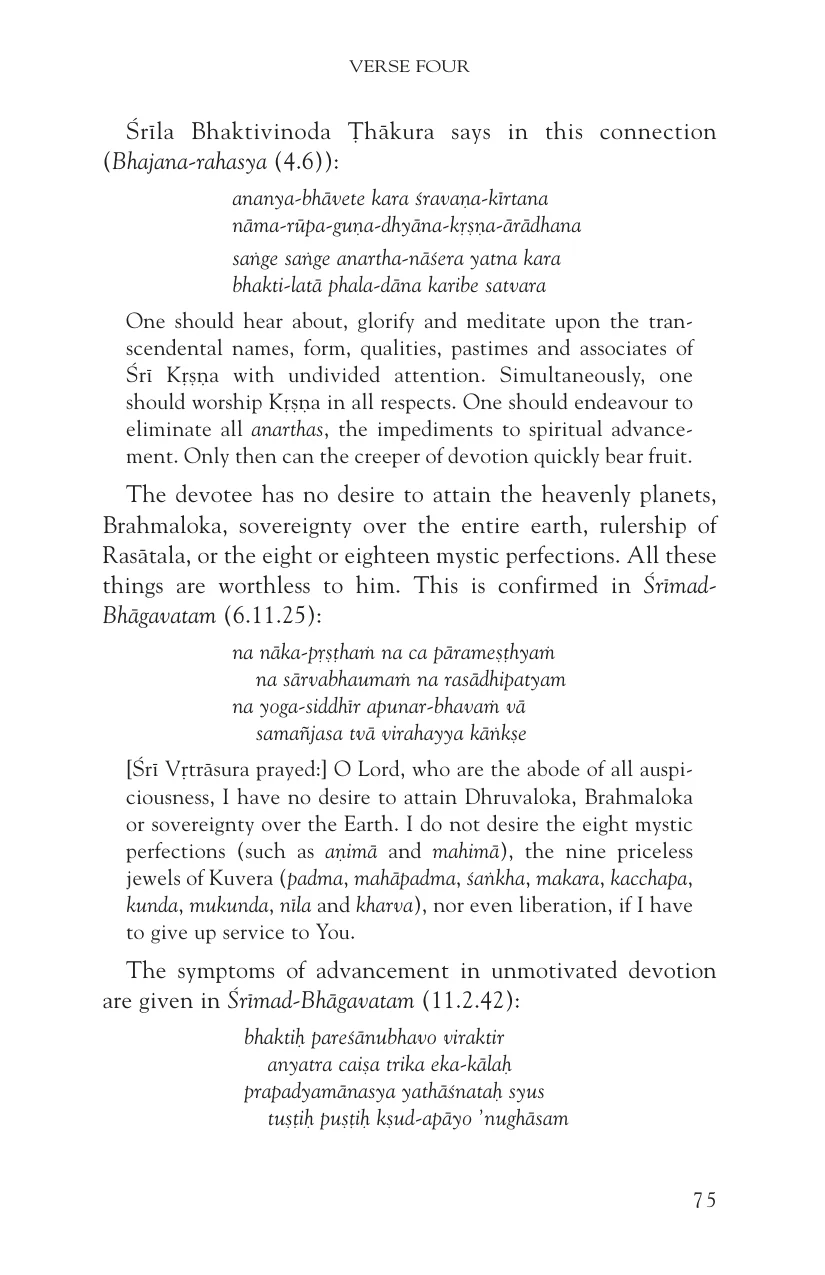 VERSE FOUR
Śrīla Bhaktivinoda Ṭhākura says in this connection
(Bhajana-rahasya (4.6)):
ananya-bhāvete kara śravaṇa-kīrtana
nāma-rūpa-guṇa-dhyāna-kṛṣṇa-ārādhana
saṅge saṅge anartha-nāśera yatna kara
bhakti-latā phala-dāna karibe satvara
One should hear about, glorify and meditate upon the tran-
scendental names, form, qualities, pastimes and associates of
Śrī Kṛṣṇa with undivided attention. Simultaneously, one
should worship Kṛṣṇa in all respects. One should endeavour to
eliminate all anarthas, the impediments to spiritual advance-
ment. Only then can the creeper of devotion quickly bear fruit.
The devotee has no desire to attain the heavenly planets,
Brahmaloka, sovereignty over the entire earth, rulership of
Rasātala, or the eight or eighteen mystic perfections. All these
things are worthless to him. This is confirmed in Śrīmad-
Bhāgavatam (6.11.25):
na nāka-pṛṣṭhaṁ na ca pārameṣṭhyaṁ
na sārvabhaumaṁ na rasādhipatyam
na yoga-siddhīr apunar-bhavaṁ vā
samañjasa tvā virahayya kāṅkṣe
[Śrī Vṛtrāsura prayed:] O Lord, who are the abode of all auspi-
ciousness, I have no desire to attain Dhruvaloka, Brahmaloka
or sovereignty over the Earth. I do not desire the eight mystic
perfections (such as aṇimā and mahimā), the nine priceless
jewels of Kuvera (padma, mahāpadma, śaṅkha, makara, kacchapa,
kunda, mukunda, nīla and kharva), nor even liberation, if I have
to give up service to You.
The symptoms of advancement in unmotivated devotion
are given in Śrīmad-Bhāgavatam (11.2.42):
bhaktiḥ pareśānubhavo viraktir
anyatra caiṣa trika eka-kālaḥ
prapadyamānasya yathāśnataḥ syus
tuṣṭiḥ puṣṭiḥ kṣud-apāyo ’nughāsam
75